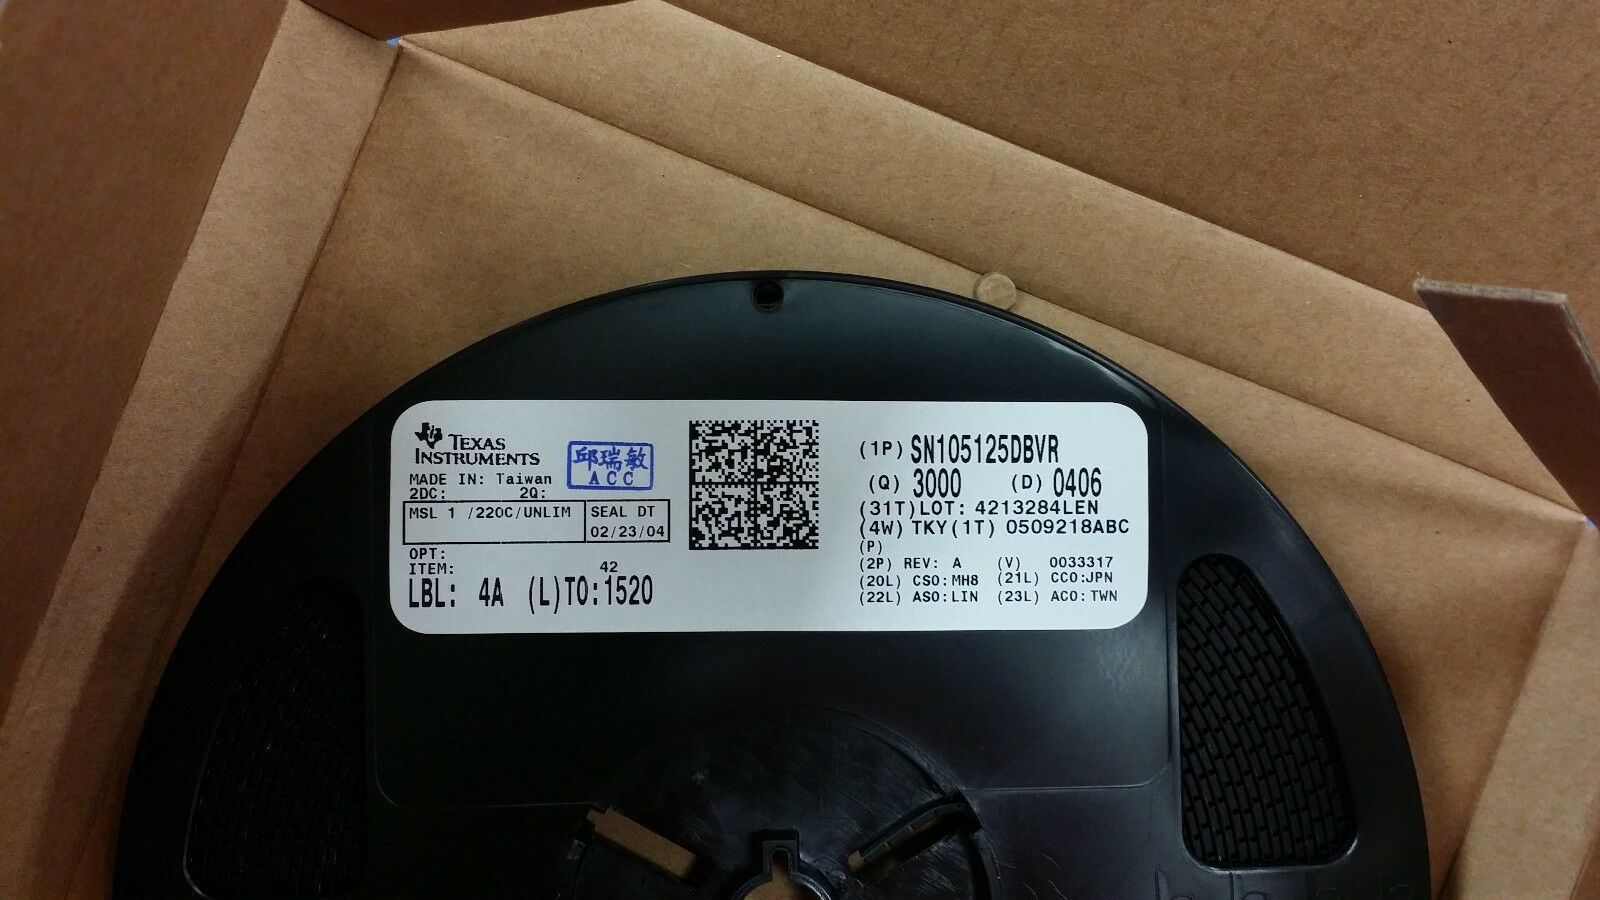 TEXAS
INSTRUMENTS
MADE IN: Taiwan
2DC: 2Q:
邱瑞敏
ACC
MSL 1 /220C/UNLIM
SEAL DT
02/23/04
OPT:
ITEM:
42
LBL: 4A (L)TO:1520
(1P) SN105125DBVR
(Q) 3000 (D) 0406
(31T)LOT: 4213284LEN
(4W) TKY(1T) 0509218ABC
(P)
(2P) REV: A (V) 0033317
(20L) CSO:MH8 (21L) CCO:JPN
(22L) ASO:LIN (23L) ACO:TWN